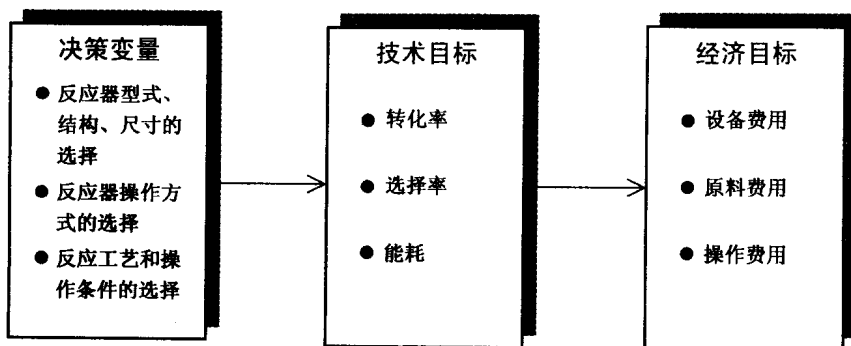 决策变量
● 反应器型式、
结构、尺寸的
选择
● 反应器操作方
式的选择
● 反应工艺和操
作条件的选择
技术目标
● 转化率
● 选择率
● 能耗
经济目标
● 设备费用
● 原料费用
● 操作费用